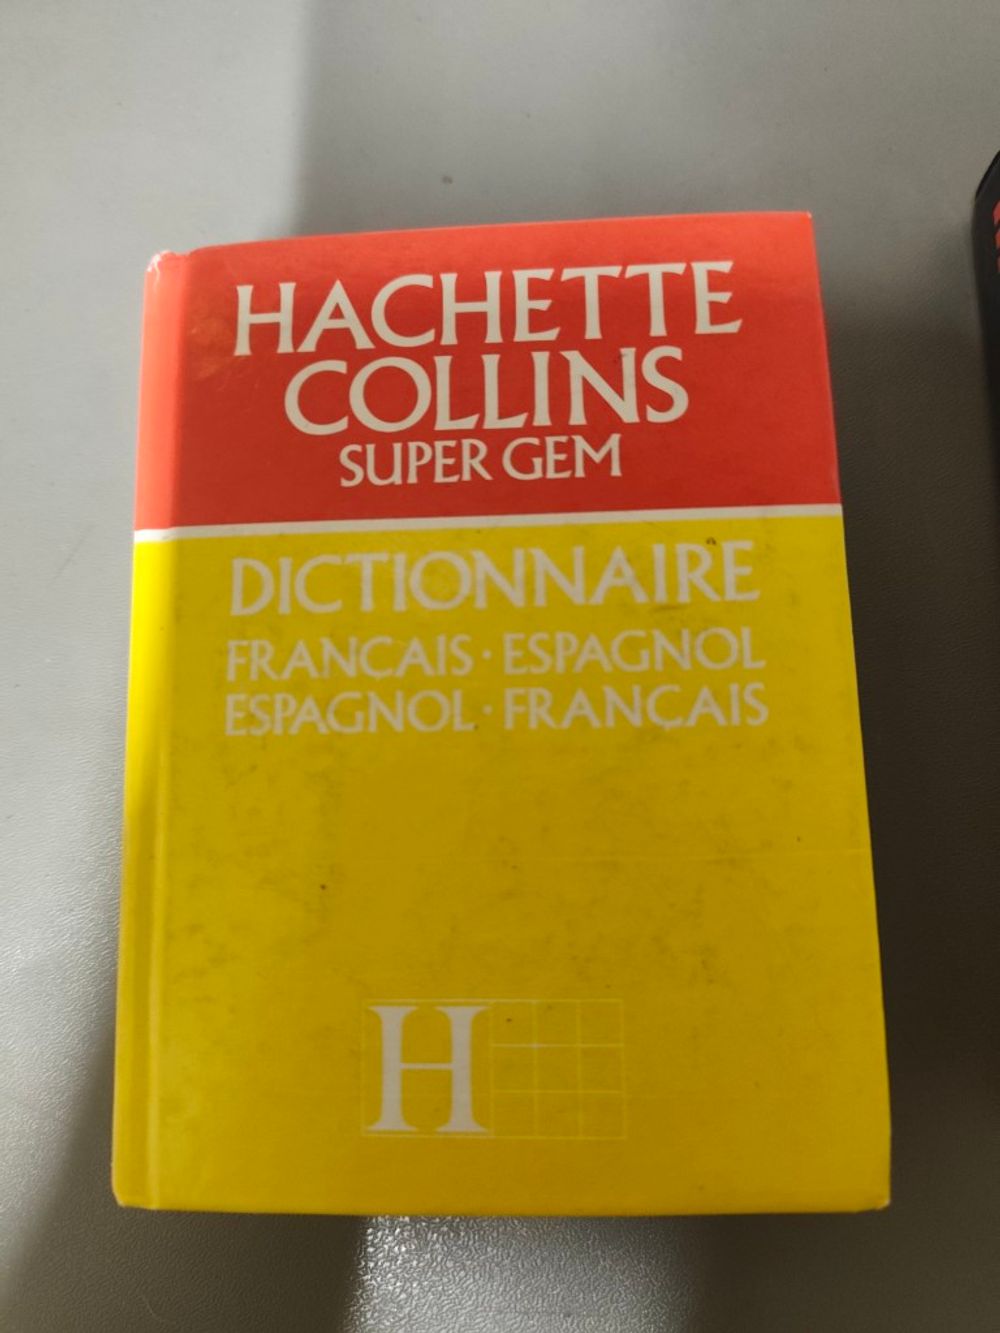 HACHETTE
COLLINS
SUPER GEM
DICTIONNAIRE
FRANÇAIS · ESPAGNOL
ESPAGNOL · FRANÇAIS
H